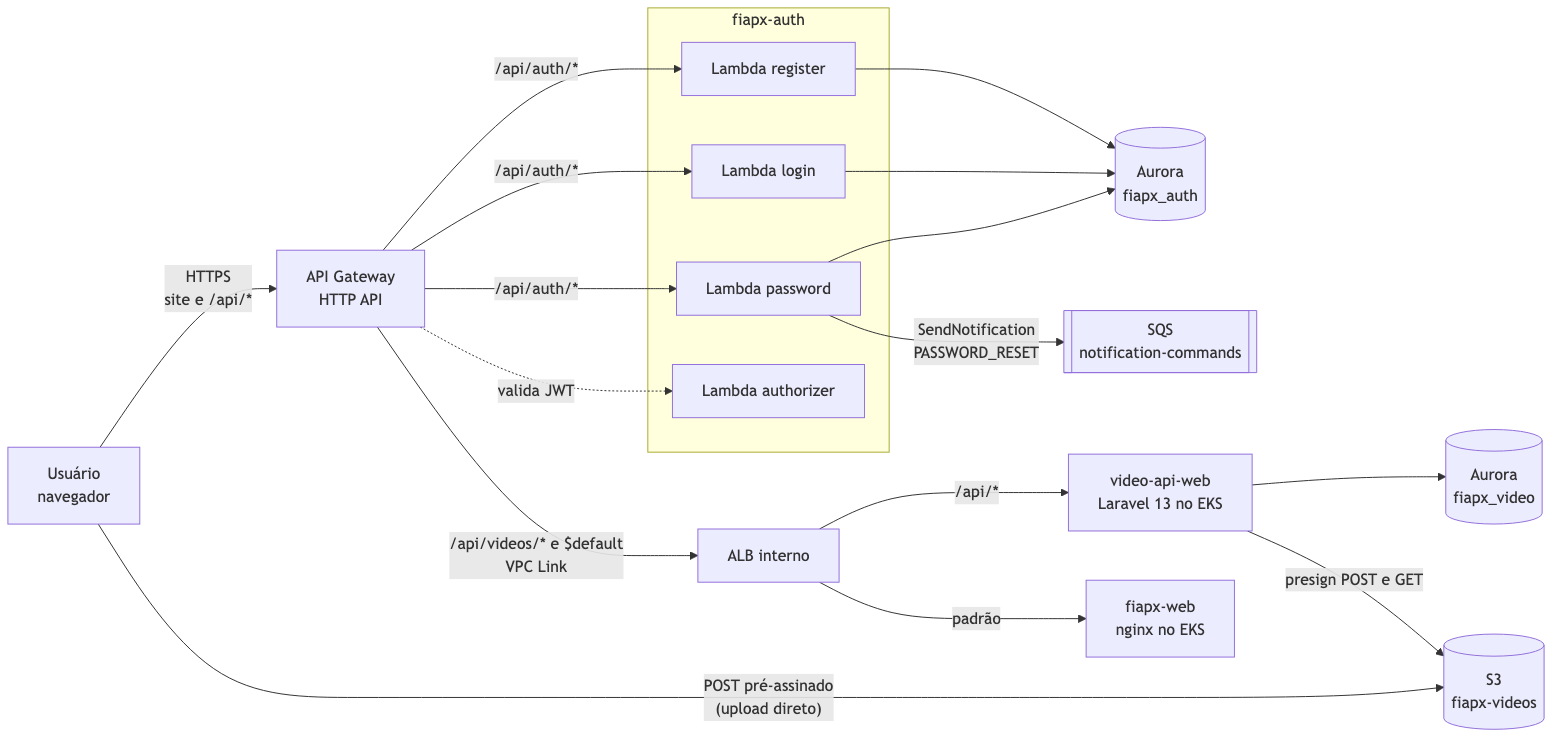 fiapx-auth
/api/auth/*
Lambda register
/api/auth/*
Lambda login
Aurora
fiapx_auth
HTTPS
site e /api/*
API Gateway
HTTP API
/api/auth/*
Lambda password
SendNotification
PASSWORD_RESET
SQS
notification-commands
valida JWT
Lambda authorizer
Usuário
navegador
/api/videos/* e $default
VPC Link
ALB interno
/api/*
video-api-web
Laravel 13 no EKS
Aurora
fiapx_video
presign POST e GET
padrão
fiapx-web
nginx no EKS
POST pré-assinado
(upload direto)
S3
fiapx-videos